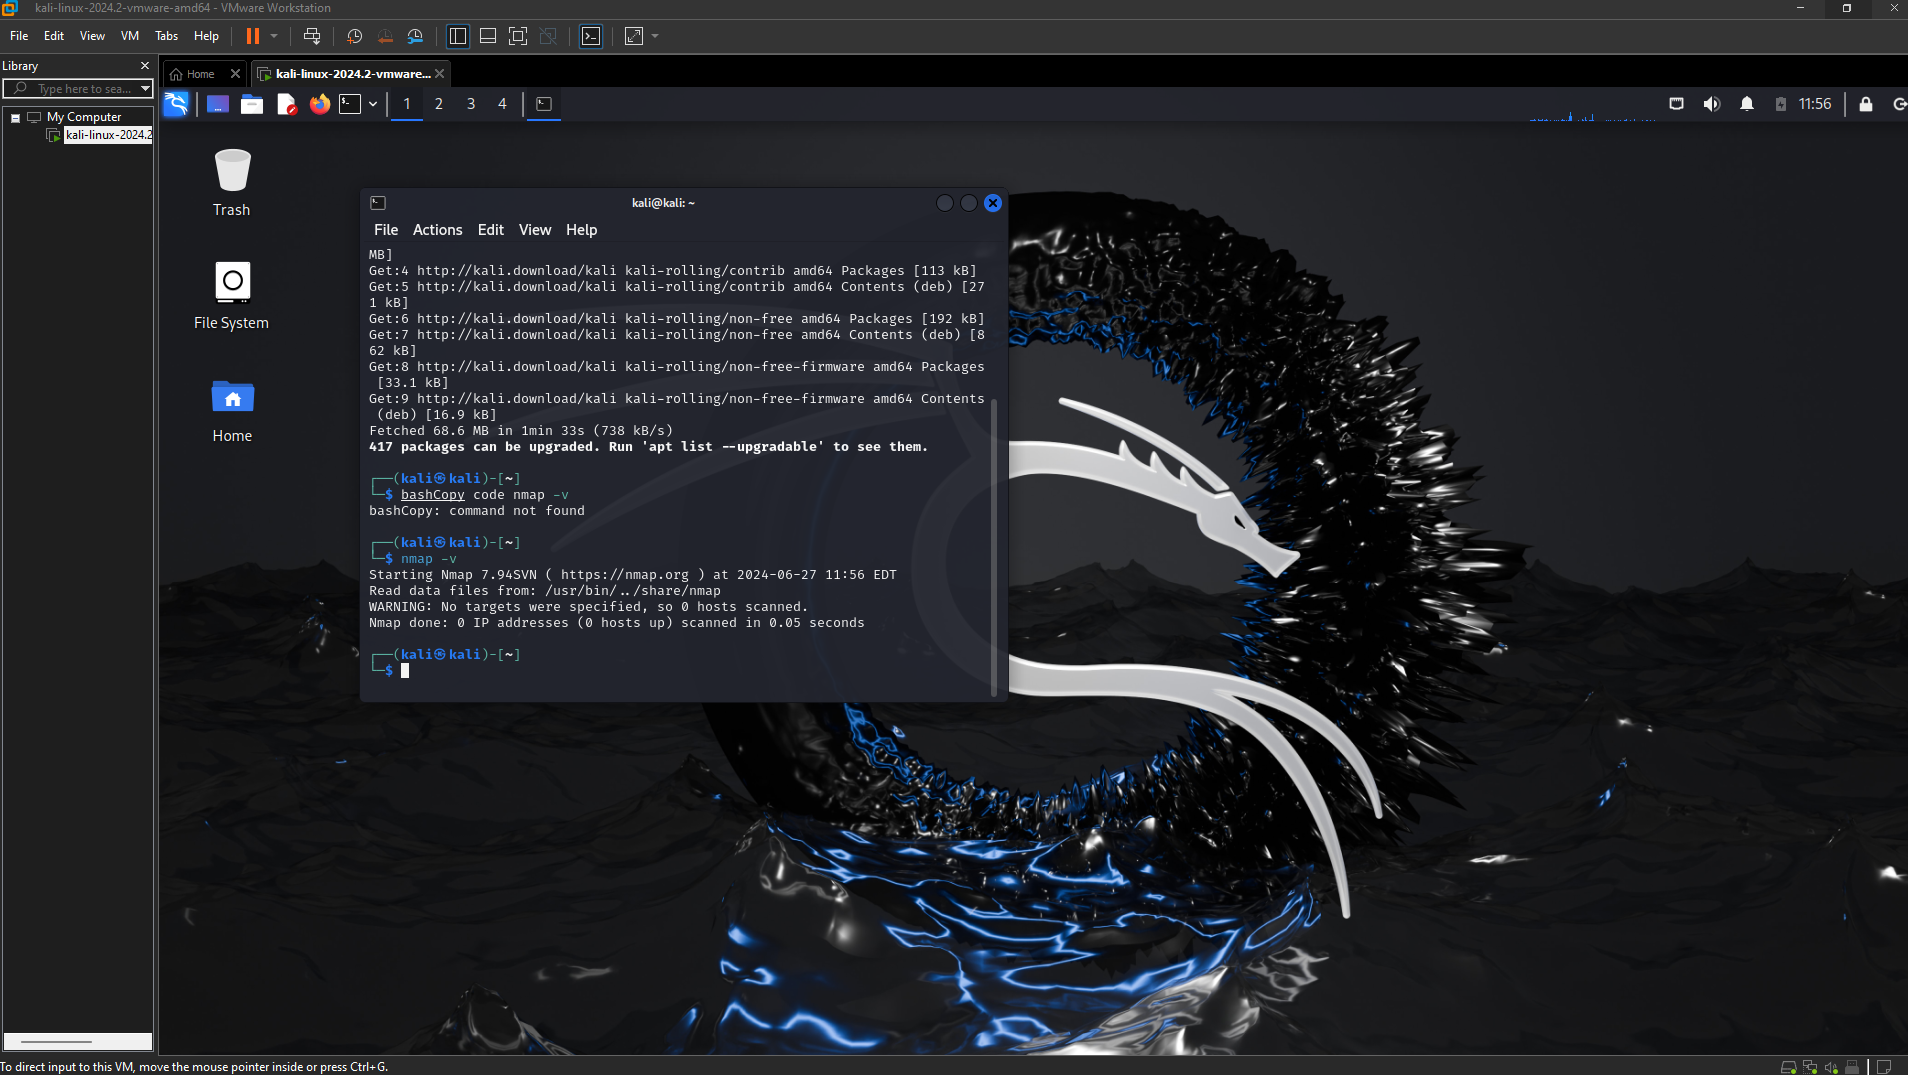 kali-linux-2024.2-vmware-amd64 - VMware Workstation
File Edit View VM Tabs Help
Library
Type here to sea...
My Computer
kali-linux-2024.2
Home
kali-linux-2024.2-vmware...
1 2 3 4
11:56
Trash
File System
Home
kali@kali: ~
File Actions Edit View Help
MB]
Get:4 http://kali.download/kali kali-rolling/contrib amd64 Packages [113 kB]
Get:5 http://kali.download/kali kali-rolling/contrib amd64 Contents (deb) [27
1 kB]
Get:6 http://kali.download/kali kali-rolling/non-free amd64 Packages [192 kB]
Get:7 http://kali.download/kali kali-rolling/non-free amd64 Contents (deb) [8
62 kB]
Get:8 http://kali.download/kali kali-rolling/non-free-firmware amd64 Packages
[33.1 kB]
Get:9 http://kali.download/kali kali-rolling/non-free-firmware amd64 Contents
(deb) [16.9 kB]
Fetched 68.6 MB in 1min 33s (738 kB/s)
417 packages can be upgraded. Run 'apt list --upgradable' to see them.
┌──(kali㉿kali)-[~]
└─$ bashCopy code nmap -v
bashCopy: command not found
┌──(kali㉿kali)-[~]
└─$ nmap -v
Starting Nmap 7.94SVN ( https://nmap.org ) at 2024-06-27 11:56 EDT
Read data files from: /usr/bin/../share/nmap
WARNING: No targets were specified, so 0 hosts scanned.
Nmap done: 0 IP addresses (0 hosts up) scanned in 0.05 seconds
┌──(kali㉿kali)-[~]
└─$
To direct input to this VM, move the mouse pointer inside or press Ctrl+G.